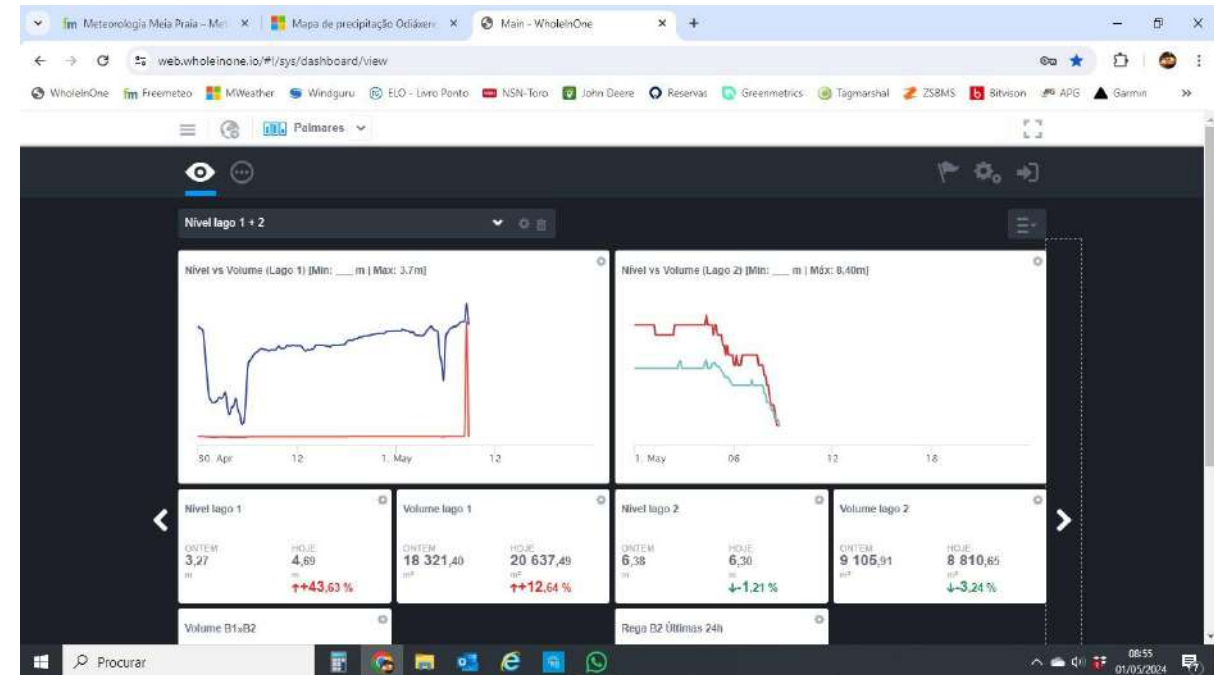 Meteorologia Meia Praia – Met
Mapa de precipitação Odiáxere
Main - WholeInOne
web.wholeinone.io/#!/sys/dashboard/view
WholeInOne
Freemeteo
MWeather
Windguru
ELO - Livro Ponto
NSN-Toro
John Deere
Reservas
Greenmetrics
Tagmarshal
ZS8MS
Bitvison
APG
Garmin
»
Palmares
Nível lago 1 + 2
Nível vs Volume (Lago 1) [Min: ___ m | Max: 3.7m]
Nível vs Volume (Lago 2) [Min: ___ m | Máx: 8,40m]
30. Apr 12 1. May 12
1. May 06 12 18
Nível lago 1
ONTEM HOJE
3,27 4,69
m m
++43,63 %
Volume lago 1
ONTEM HOJE
18 321,40 20 637,49
m³ m³
++12,64 %
Nível lago 2
ONTEM HOJE
6,38 6,30
m m
-1,21 %
Volume lago 2
ONTEM HOJE
9 105,91 8 810,65
m³ m³
-3,24 %
Volume B1»B2
Rega B2 Últimas 24h
Procurar
08:55
01/05/2024